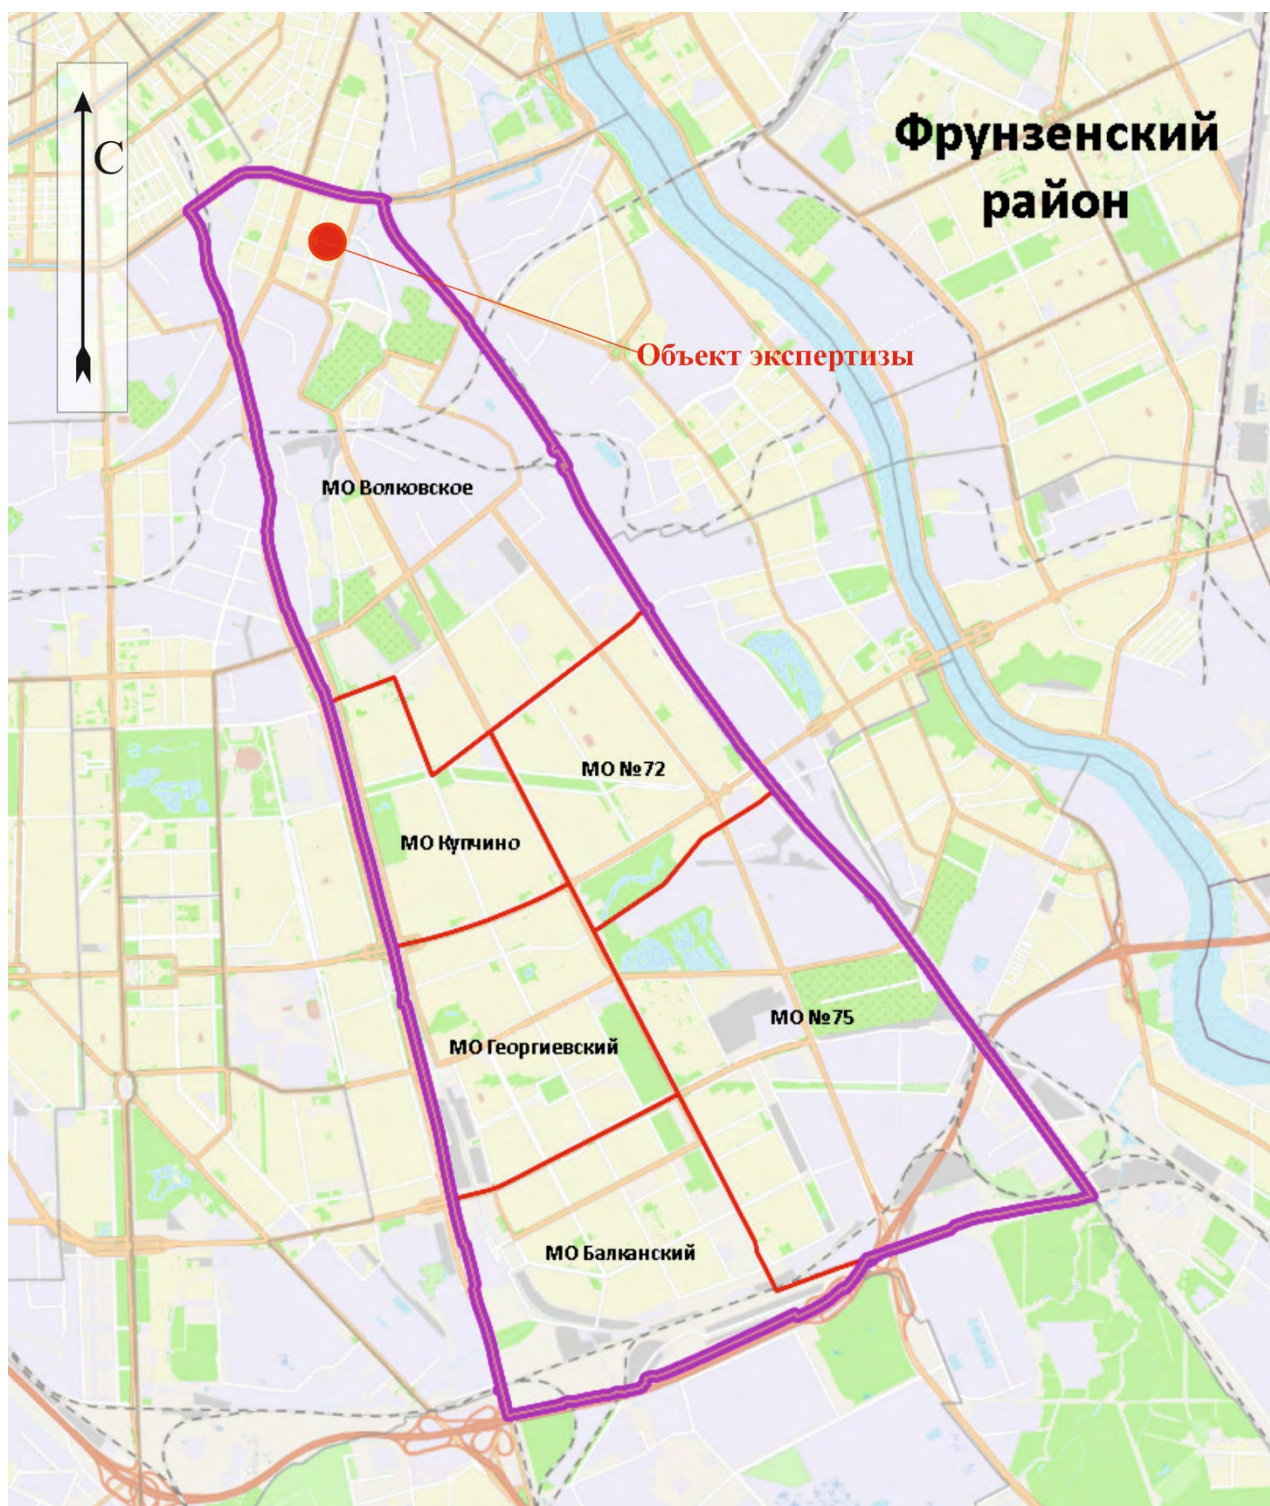 Фрунзенский
район
С
Объект экспертизы
МО Волковское
МО №72
МО Купчино
МО №75
МО Георгиевский
МО Балканский